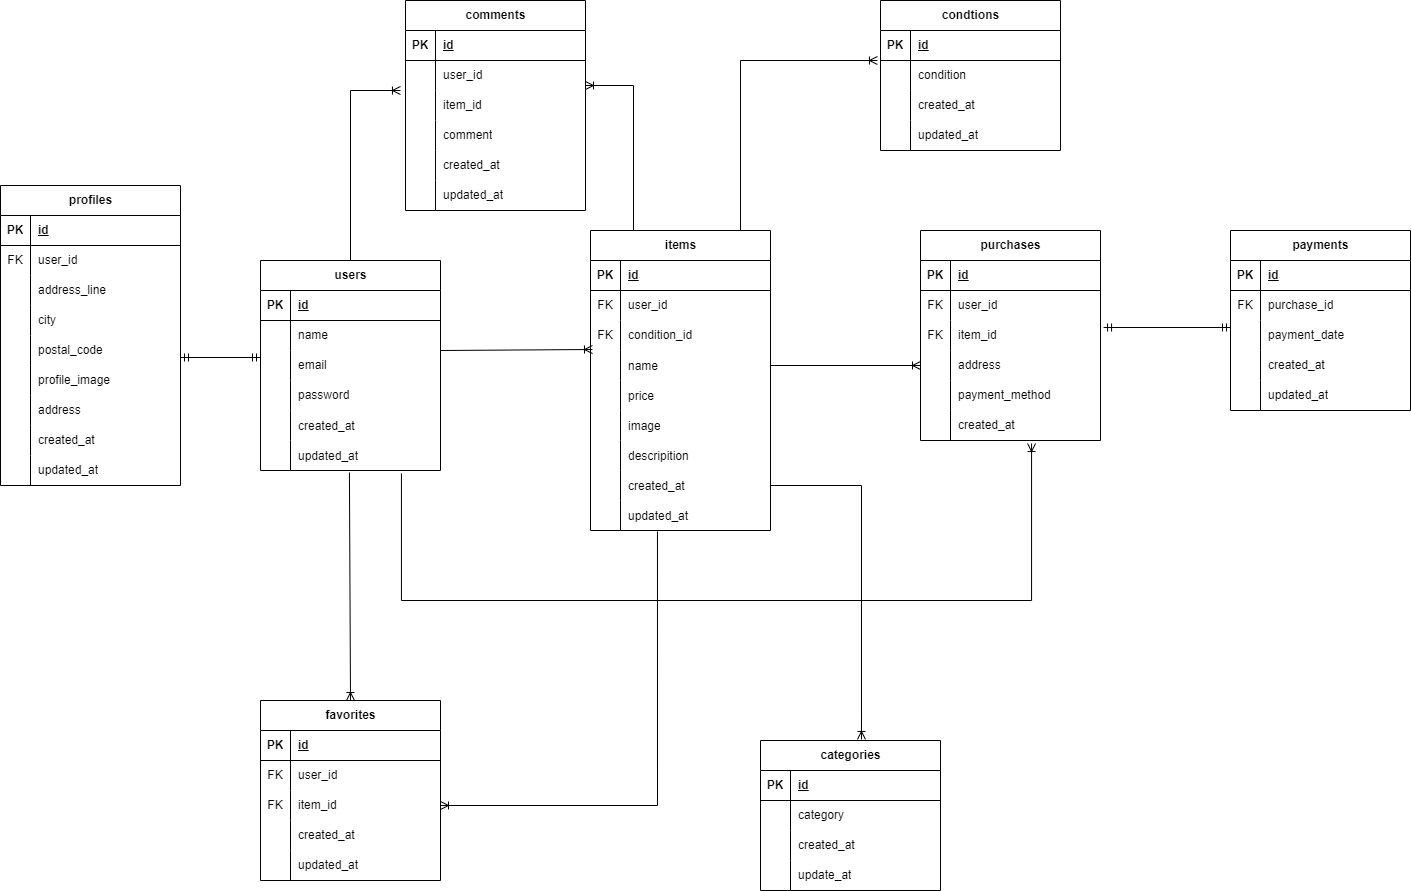 comments
PK id
user_id
item_id
comment
created_at
updated_at
condtions
PK id
condition
created_at
updated_at
profiles
PK id
FK user_id
address_line
city
postal_code
profile_image
address
created_at
updated_at
users
PK id
name
email
password
created_at
updated_at
items
PK id
FK user_id
FK condition_id
name
price
image
descripition
created_at
updated_at
purchases
PK id
FK user_id
FK item_id
address
payment_method
created_at
payments
PK id
FK purchase_id
payment_date
created_at
updated_at
favorites
PK id
FK user_id
FK item_id
created_at
updated_at
categories
PK id
category
created_at
update_at